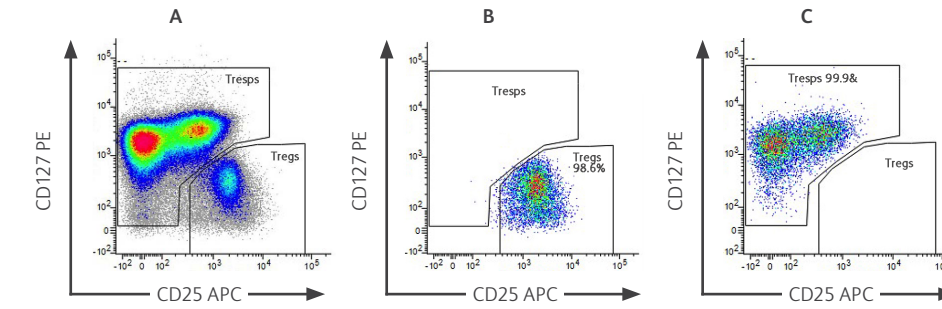 A
B
C
CD127 PE
10⁵
10⁴
10³
10²
0
-10²
Tresps
Tregs
-10² 0 10² 10³ 10⁴ 10⁵
CD25 APC
CD127 PE
10⁵
10⁴
10³
10²
0
-10²
Tresps
Tregs
98.6%
-10² 0 10² 10³ 10⁴ 10⁵
CD25 APC
CD127 PE
10⁵
10⁴
10³
10²
0
-10²
Tresps 99.9&
Tregs
-10² 0 10² 10³ 10⁴ 10
CD25 APC